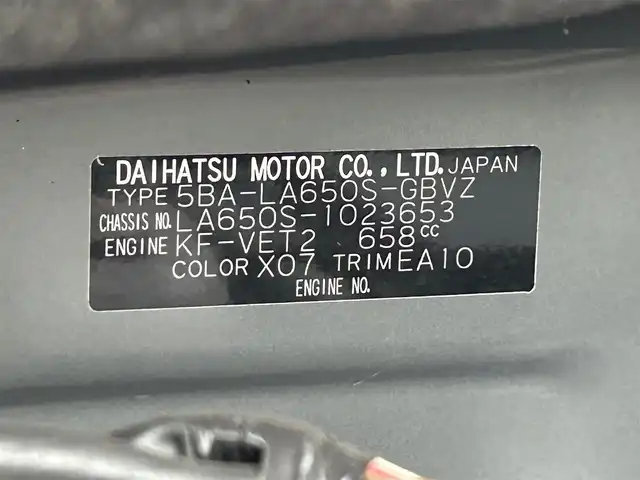 DAIHATSU MOTOR CO., LTD. JAPAN
TYPE 5BA-LA650S-GBVZ
CHASSIS NO. LA650S-1023653
ENGINE KF-VET2 658cc
COLOR X07 TRIM EA10
ENGINE NO.